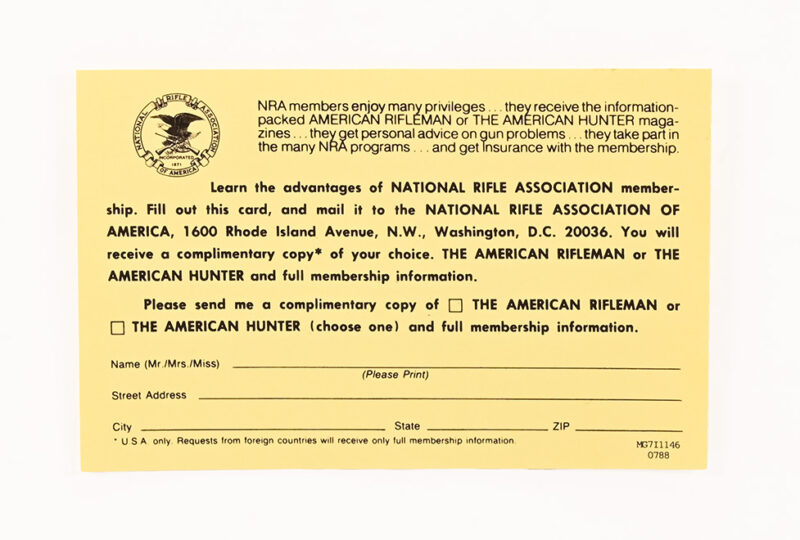 NATIONAL RIFLE ASSOCIATION
INCORPORATED
1871
OF AMERICA
NRA members enjoy many privileges . . . they receive the information-
packed AMERICAN RIFLEMAN or THE AMERICAN HUNTER maga-
zines . . . they get personal advice on gun problems . . . they take part in
the many NRA programs . . . and get insurance with the membership.
Learn the advantages of NATIONAL RIFLE ASSOCIATION member-
ship. Fill out this card, and mail it to the NATIONAL RIFLE ASSOCIATION OF
AMERICA, 1600 Rhode Island Avenue, N.W., Washington, D.C. 20036. You will
receive a complimentary copy* of your choice. THE AMERICAN RIFLEMAN or THE
AMERICAN HUNTER and full membership information.
Please send me a complimentary copy of ☐ THE AMERICAN RIFLEMAN or
☐ THE AMERICAN HUNTER (choose one) and full membership information.
Name (Mr./Mrs./Miss)
(Please Print)
Street Address
City State ZIP
* U.S.A. only. Requests from foreign countries will receive only full membership information.
MG7I1146
0788